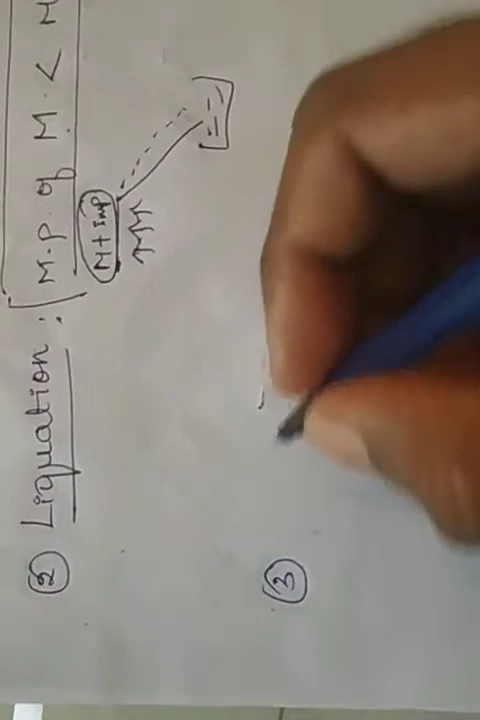 ② Liquation : [M.P. of M. <
M + imp
③